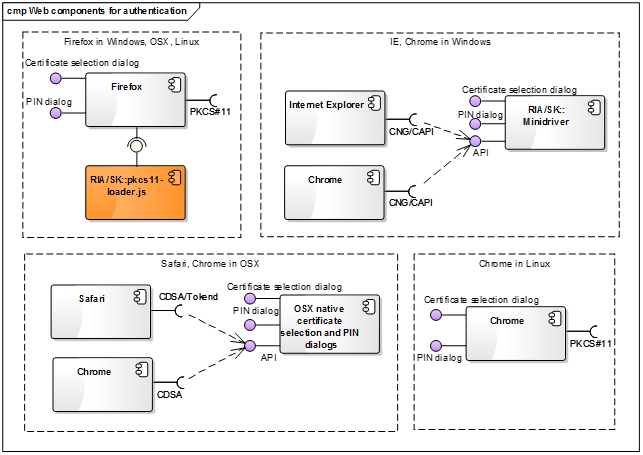 cmp Web components for authentication
Firefox in Windows, OSX, Linux
Certificate selection dialog
Firefox
PIN dialog
PKCS#11
RIA/SK::pkcs11-
loader.js
IE, Chrome in Windows
Internet Explorer
CNG/CAPI
Chrome
CNG/CAPI
Certificate selection dialog
PIN dialog
API
RIA/SK::
Minidriver
Safari, Chrome in OSX
Safari
CDSA/Tokend
Chrome
CDSA
Certificate selection dialog
PIN dialog
API
OSX native
certificate
selection and PIN
dialogs
Chrome in Linux
Certificate selection dialog
Chrome
PIN dialog
PKCS#11